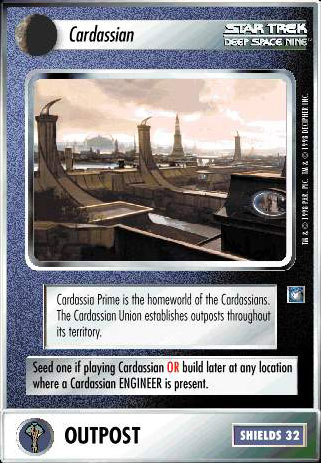 Cardassian
STAR TREK
DEEP SPACE NINE
TM & © 1998 PAR. PIC. TM & © 1998 DECIPHER INC.
Cardassia Prime is the homeworld of the Cardassians.
The Cardassian Union establishes outposts throughout
its territory.
Seed one if playing Cardassian OR build later at any location
where a Cardassian ENGINEER is present.
OUTPOST
SHIELDS 32